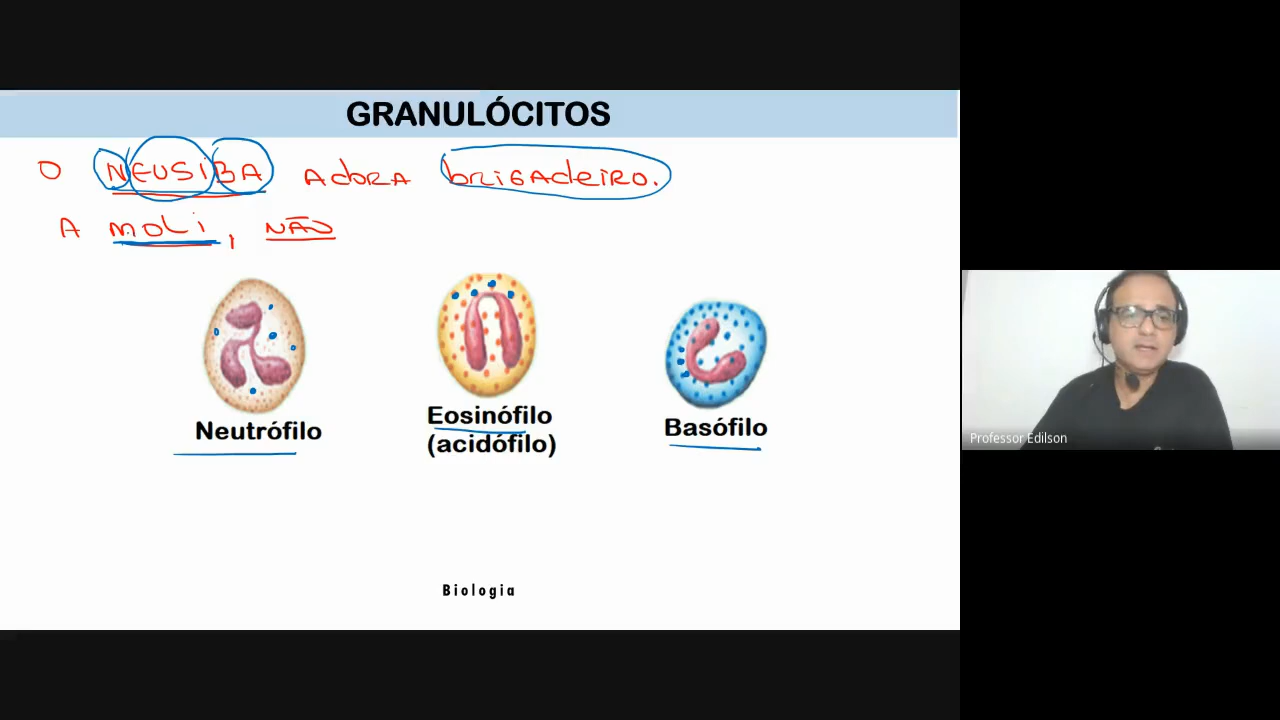 GRANULÓCITOS
O NEUSiBA ADORA briGAdeiRO.
A MOLi, NÃO
Neutrófilo
Eosinófilo
(acidófilo)
Basófilo
Biologia
Professor Edilson